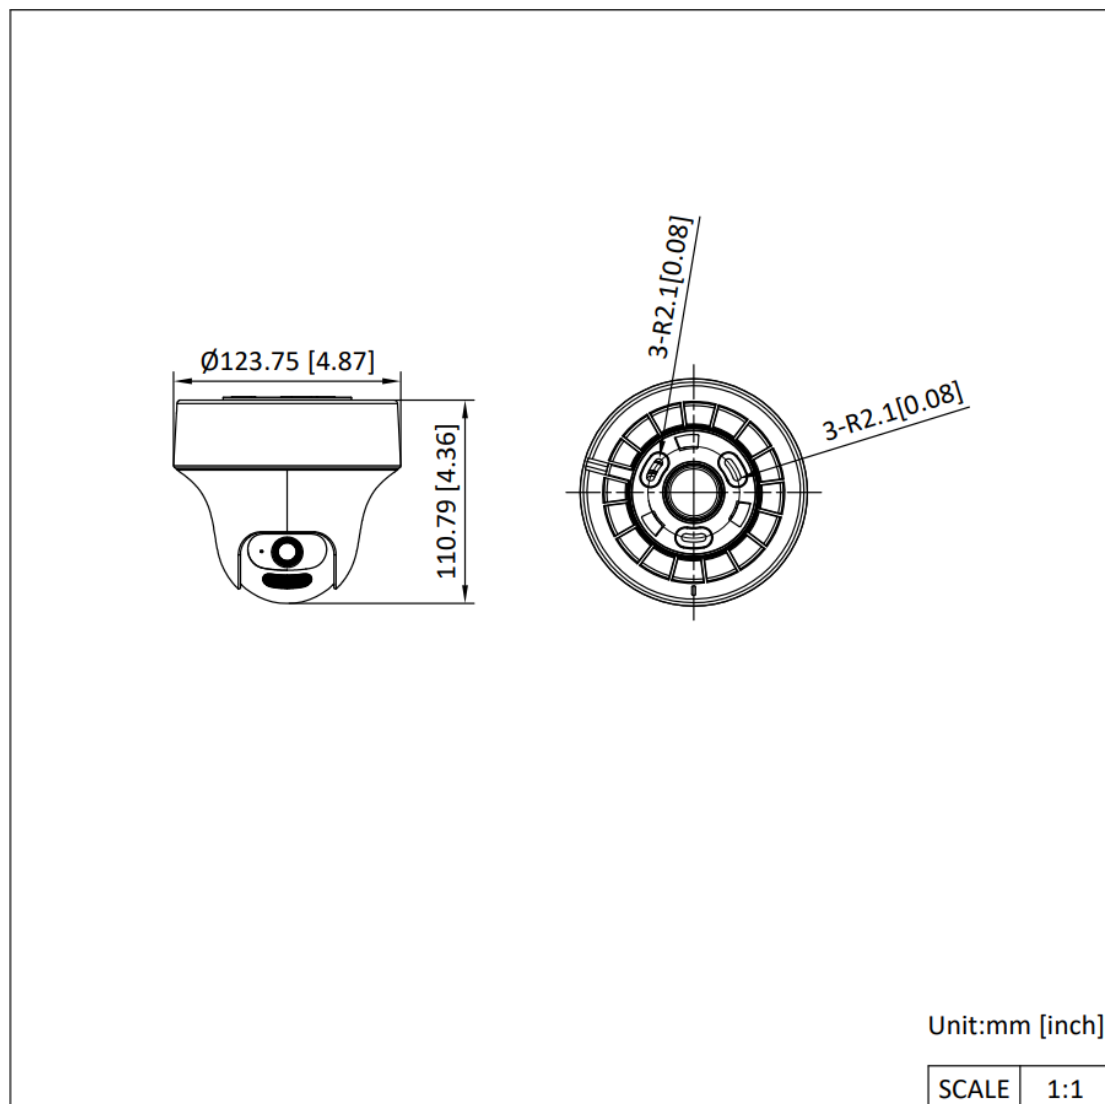 Ø123.75 [4.87]
110.79 [4.36]
3-R2.1[0.08]
3-R2.1[0.08]
Unit:mm [inch]
SCALE 1:1